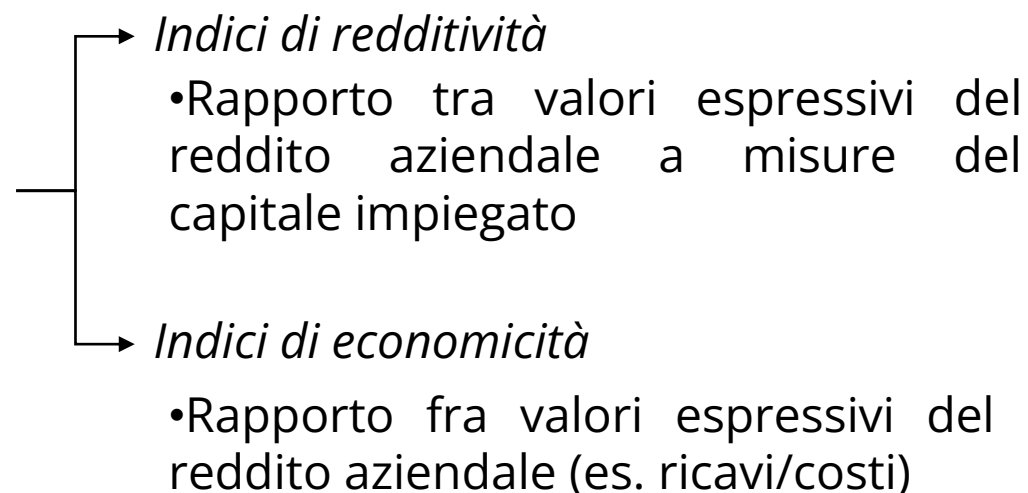 Indici di redditività
•Rapporto tra valori espressivi del
reddito aziendale a misure del
capitale impiegato
Indici di economicità
•Rapporto fra valori espressivi del
reddito aziendale (es. ricavi/costi)